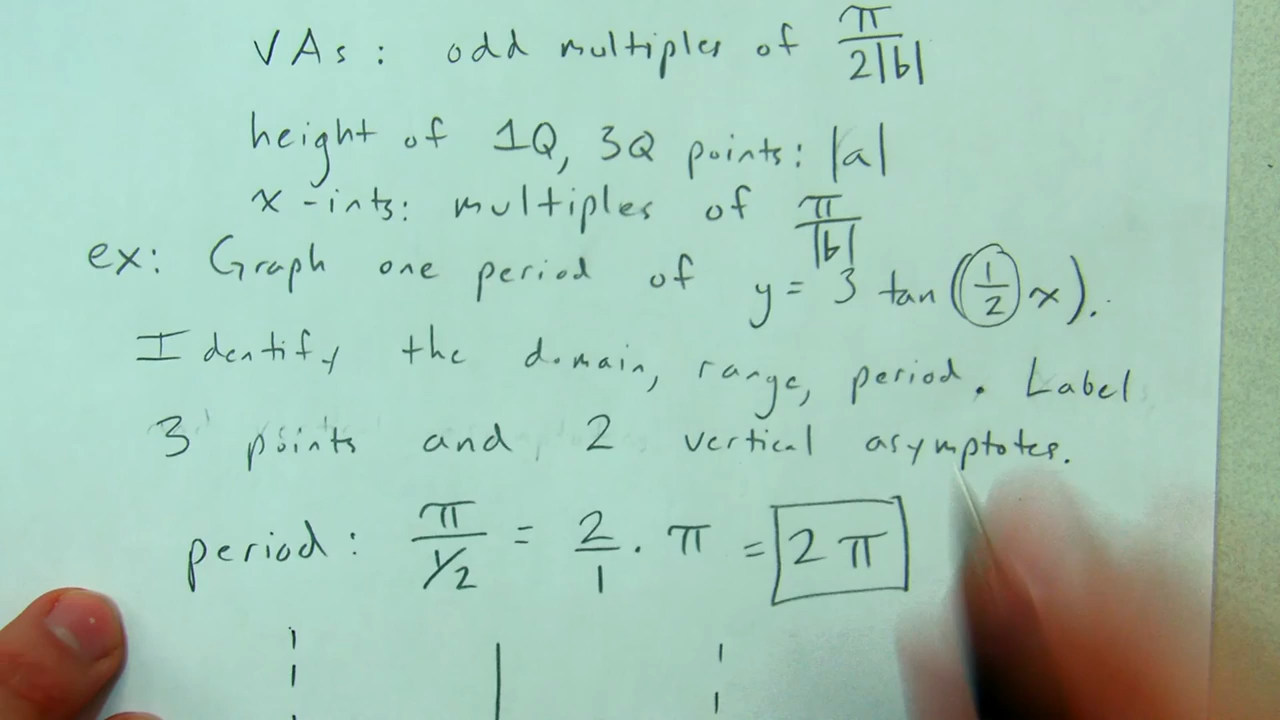 VAs: odd multiples of π/2|b|
height of 1Q, 3Q points: |a|
x-ints: multiples of π/|b|
ex: Graph one period of y = 3 tan(1/2 x).
Identify the domain, range, period. Label
3 points and 2 vertical asymptotes.
period: π/1/2 = 2/1 · π = 2π